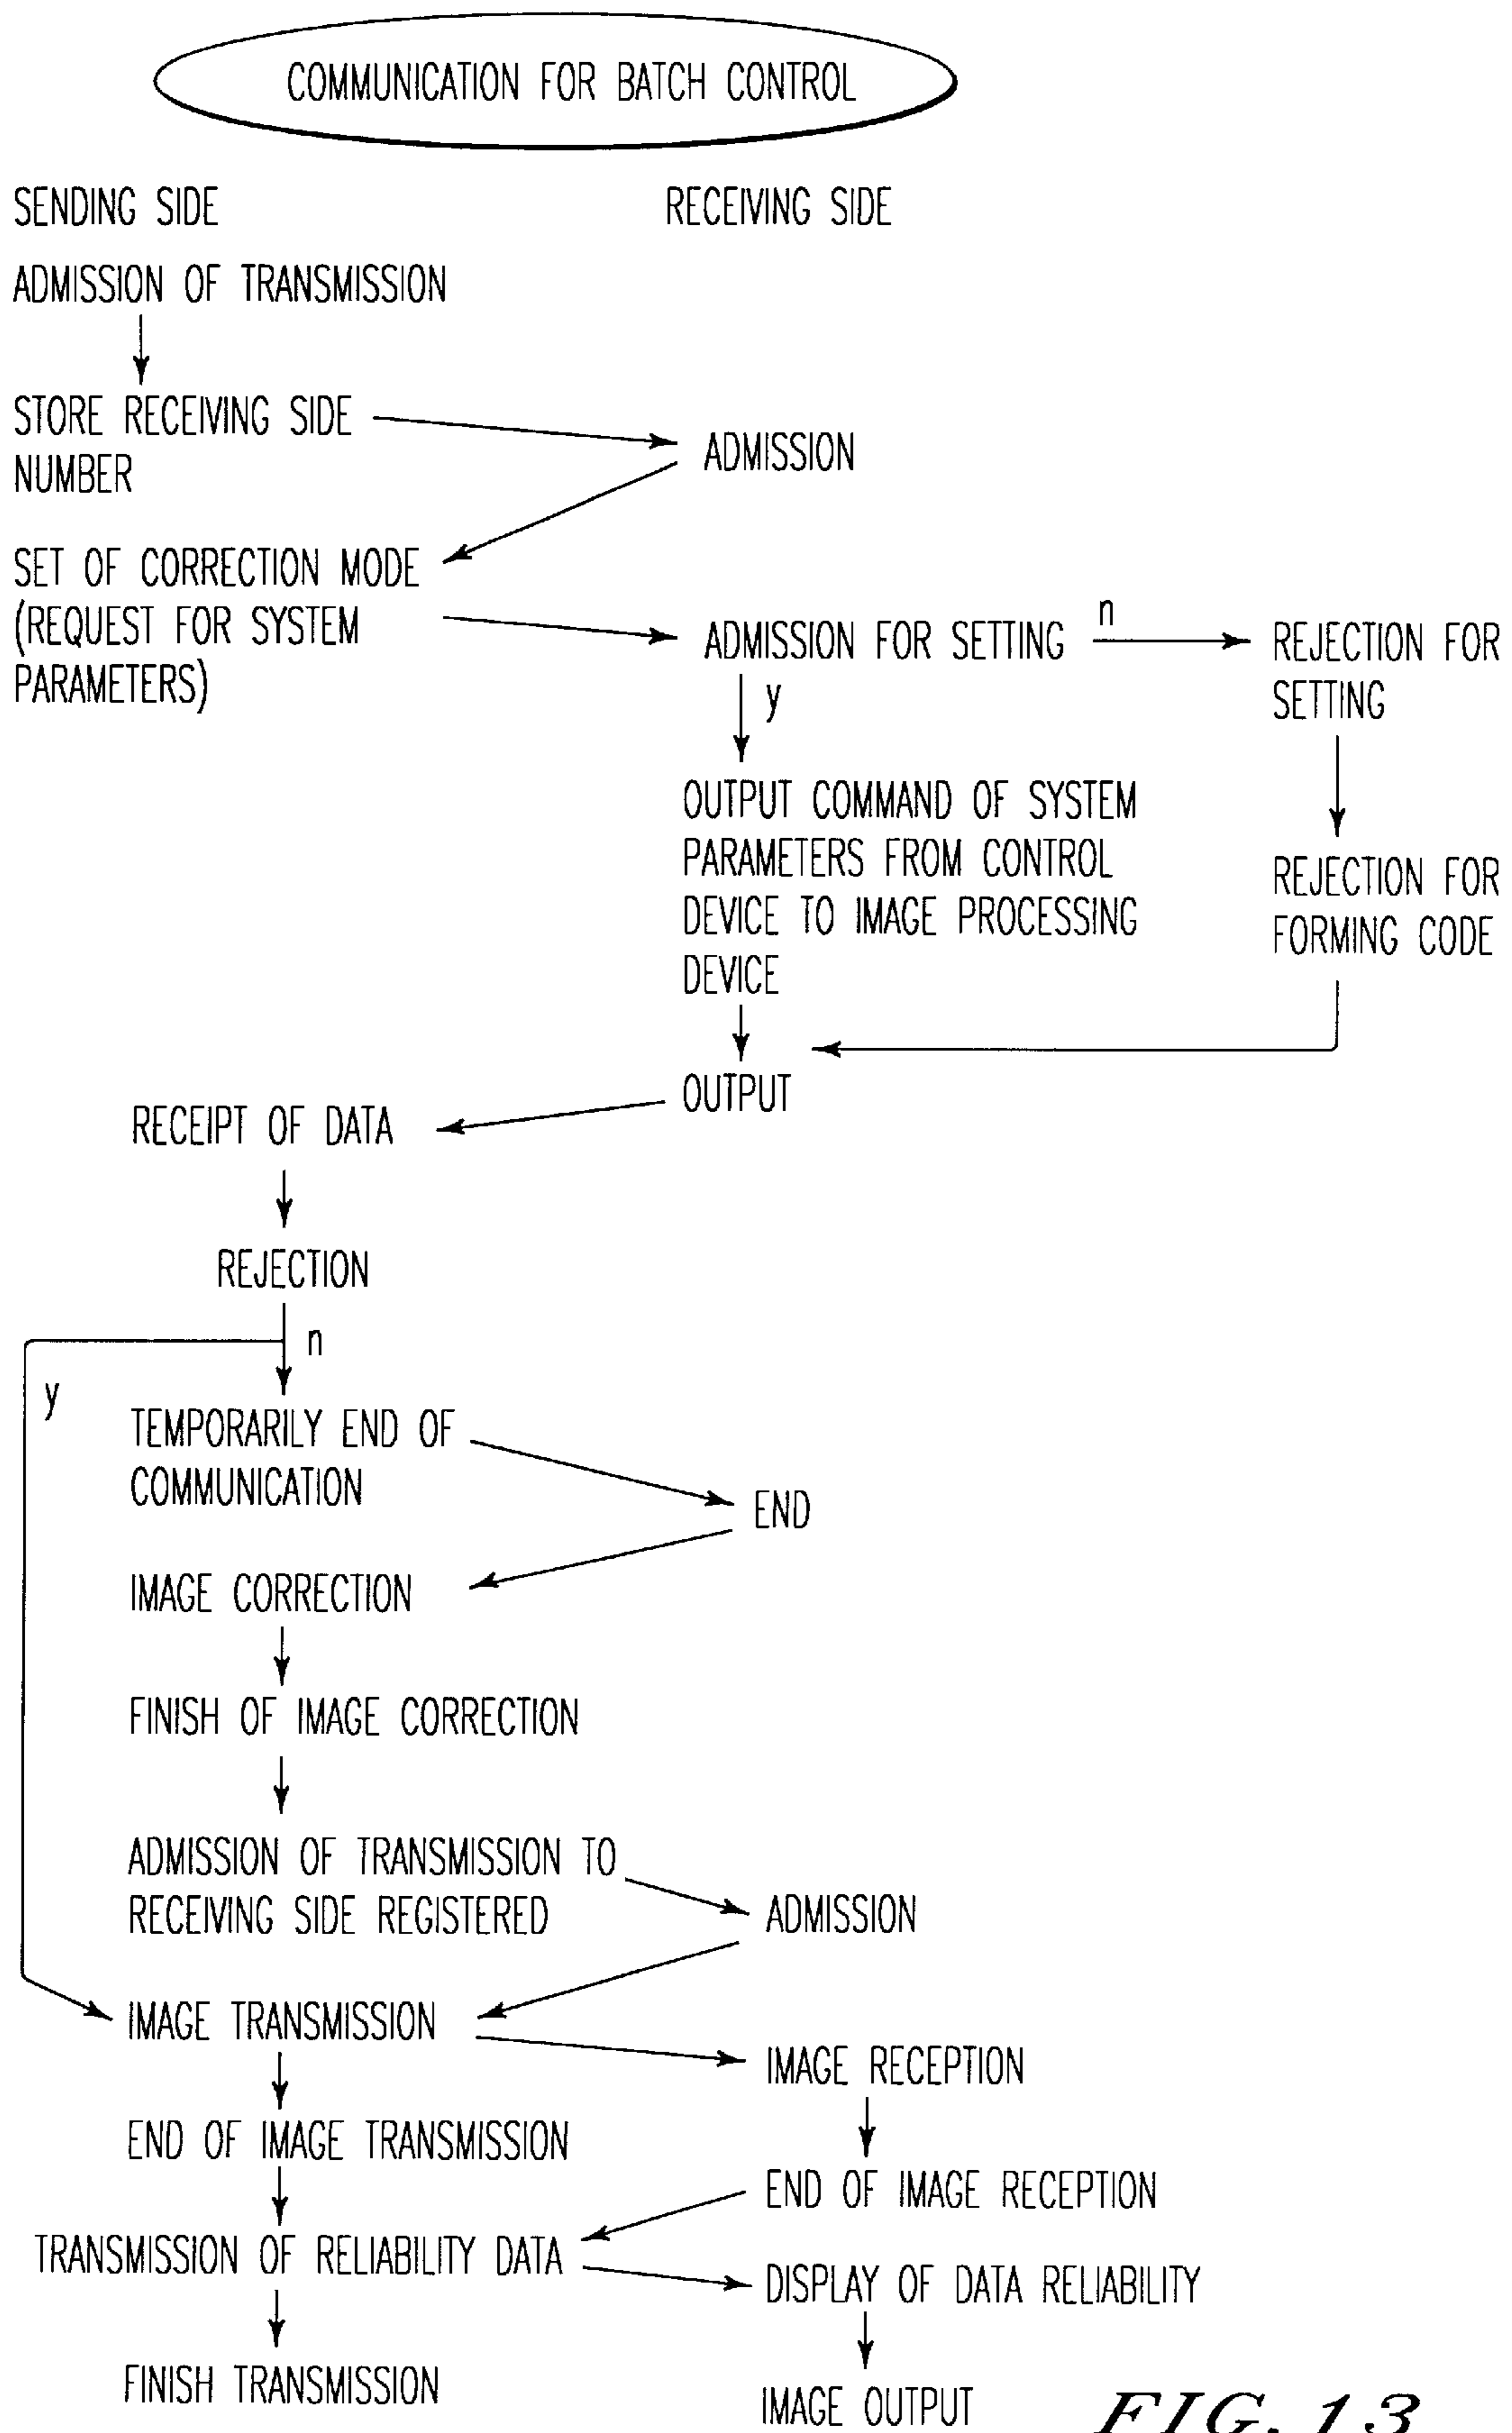 COMMUNICATION FOR BATCH CONTROL
SENDING SIDE
RECEIVING SIDE
ADMISSION OF TRANSMISSION
STORE RECEIVING SIDE
NUMBER
ADMISSION
SET OF CORRECTION MODE
(REQUEST FOR SYSTEM
PARAMETERS)
ADMISSION FOR SETTING
n
REJECTION FOR
SETTING
y
OUTPUT COMMAND OF SYSTEM
PARAMETERS FROM CONTROL
DEVICE TO IMAGE PROCESSING
DEVICE
REJECTION FOR
FORMING CODE
OUTPUT
RECEIPT OF DATA
REJECTION
n
y
TEMPORARILY END OF
COMMUNICATION
END
IMAGE CORRECTION
FINISH OF IMAGE CORRECTION
ADMISSION OF TRANSMISSION TO
RECEIVING SIDE REGISTERED
ADMISSION
IMAGE TRANSMISSION
IMAGE RECEPTION
END OF IMAGE TRANSMISSION
END OF IMAGE RECEPTION
TRANSMISSION OF RELIABILITY DATA
DISPLAY OF DATA RELIABILITY
FINISH TRANSMISSION
IMAGE OUTPUT
FIG. 13